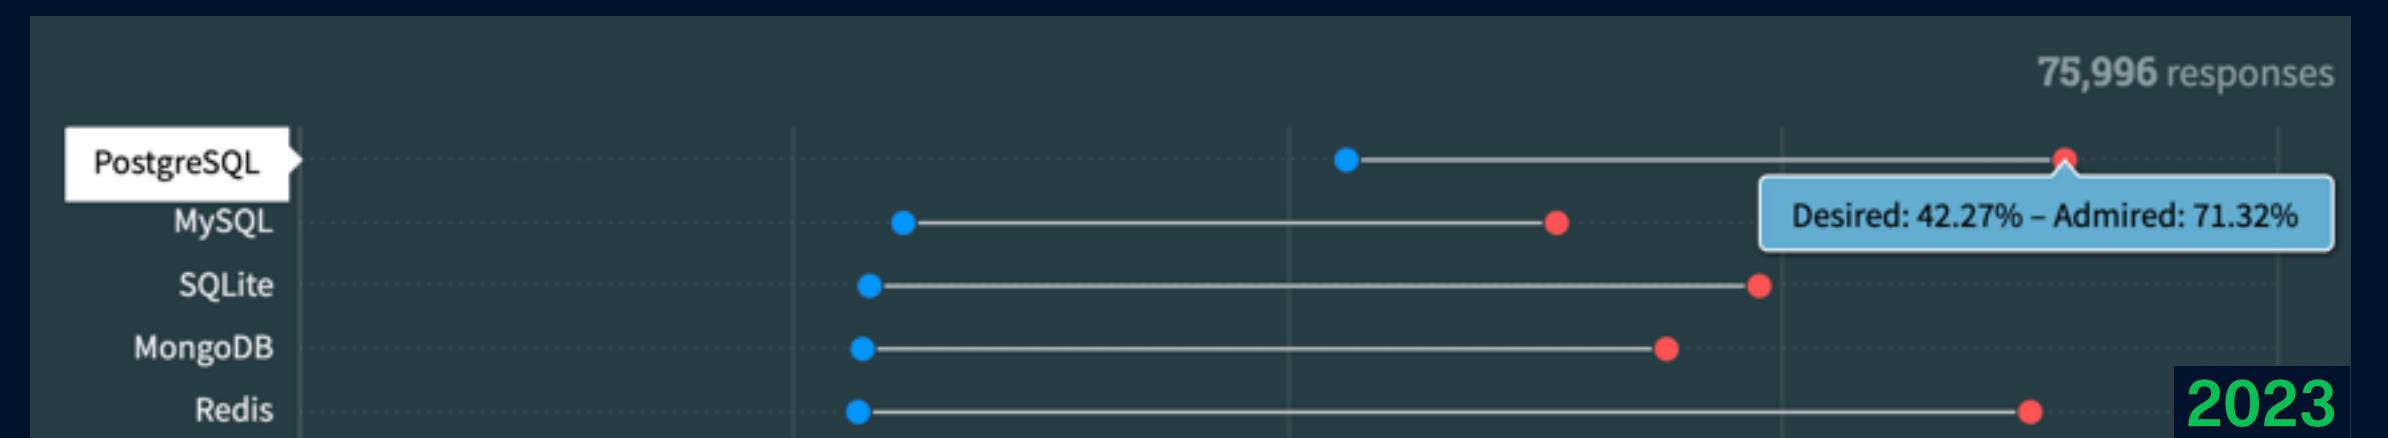 75,996 responses
PostgreSQL
MySQL
Desired: 42.27% – Admired: 71.32%
SQLite
MongoDB
Redis
2023